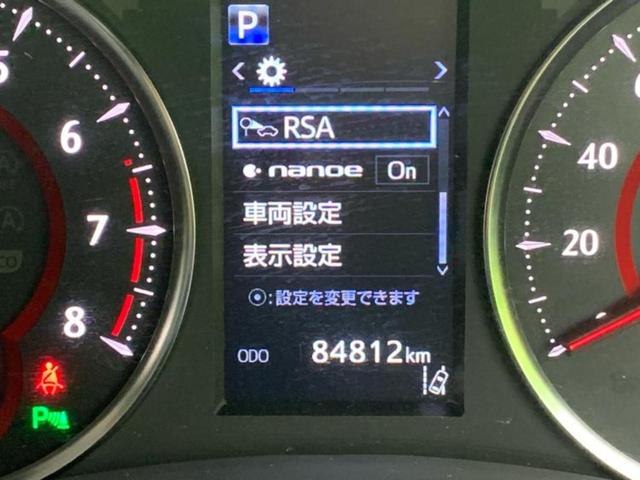 P
RSA
nanoe On
車両設定
表示設定
⦿:設定を変更できます
ODO 84812km
5
6
7
8
40
20
P